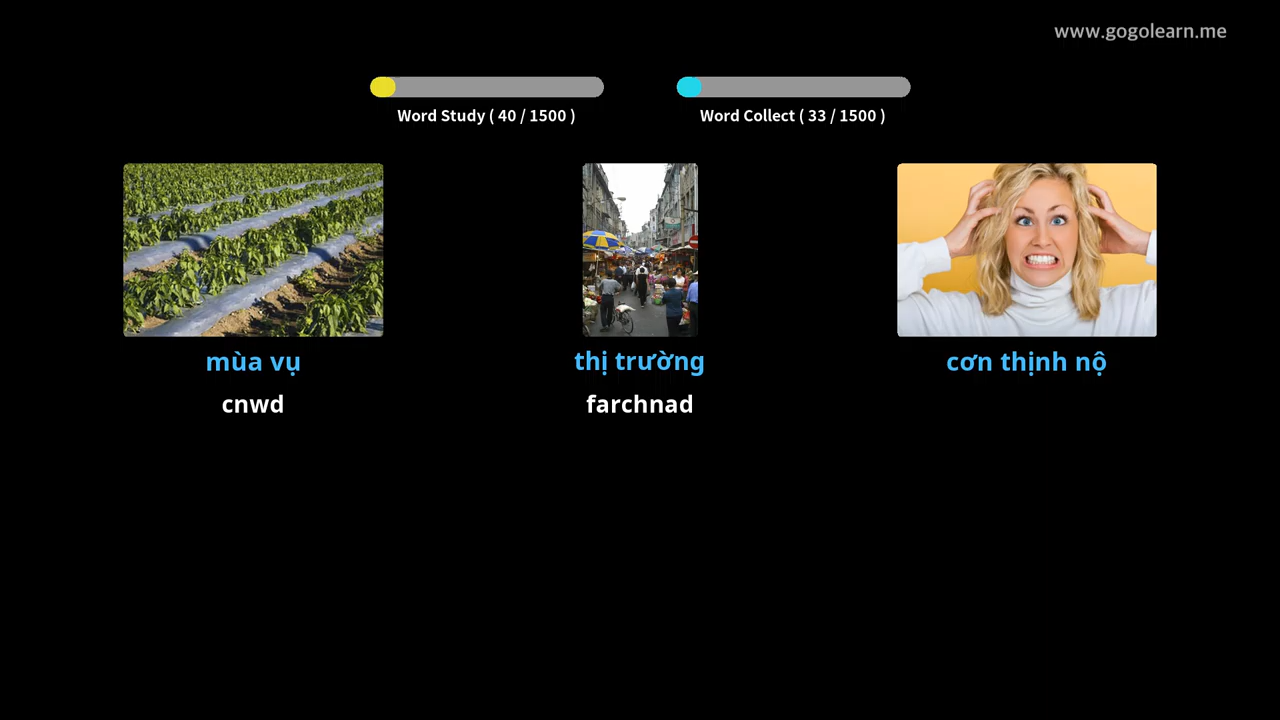 www.gogolearn.me
Word Study ( 40 / 1500 )
Word Collect ( 33 / 1500 )
mùa vụ
thị trường
cơn thịnh nộ
cnwd
farchnad